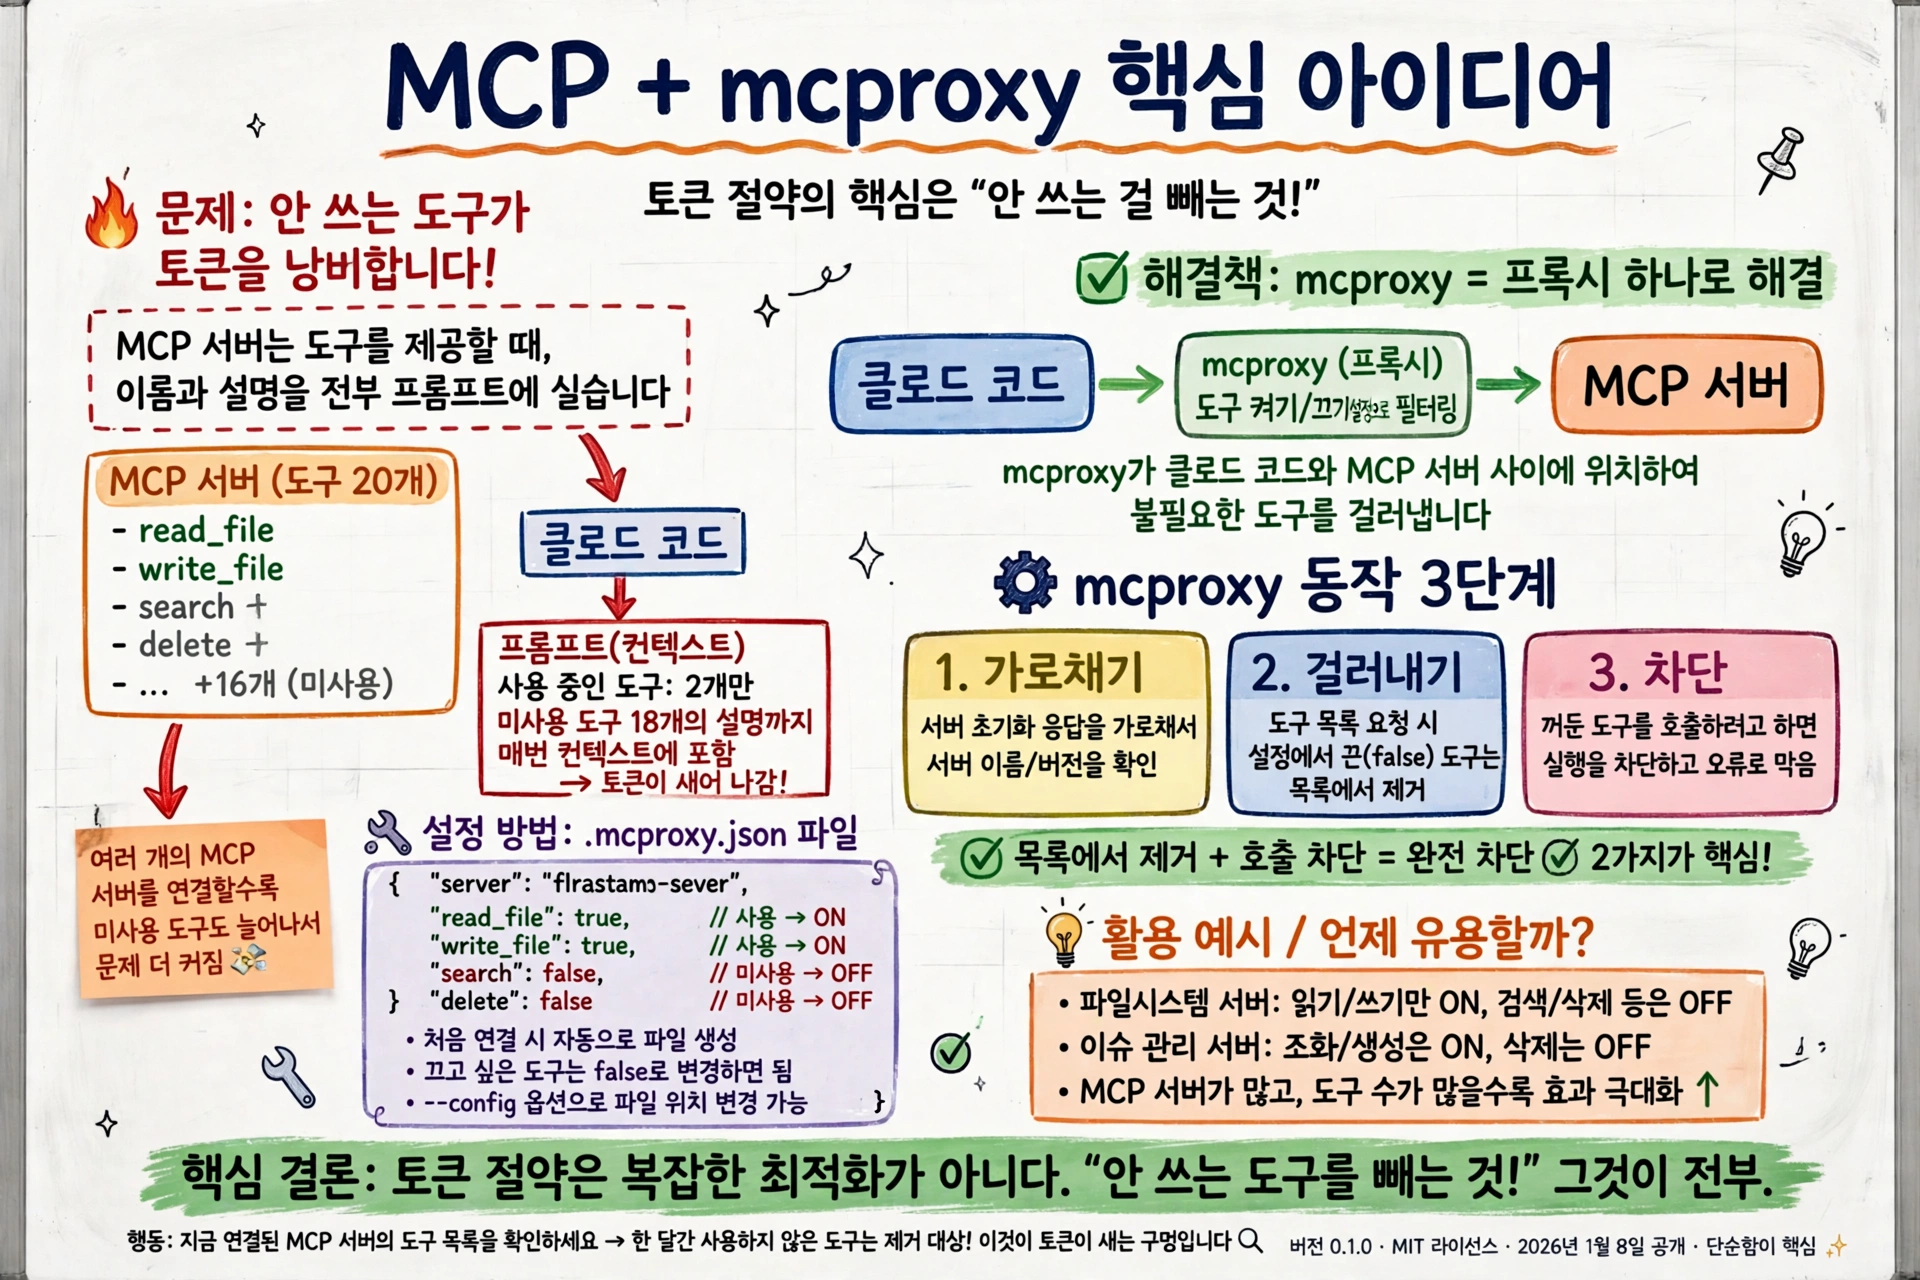 MCP + mcproxy 핵심 아이디어
토큰 절약의 핵심은 “안 쓰는 걸 빼는 것!”
문제: 안 쓰는 도구가
토큰을 낭버합니다!
MCP 서버는 도구를 제공할 때,
이롬과 설명을 전부 프롬프트에 실습니다
MCP 서버 (도구 20개)
- read_file
- write_file
- search +
- delete +
- ... +16개 (미사용)
클로드 코드
프롬프트(컨텍스트)
사용 중인 도구: 2개만
미사용 도구 18개의 설명까지
매번 컨텍스트에 포함
→ 토큰이 새어 나감!
여러 개의 MCP
서버를 연결할수록
미사용 도구도 늘어나서
문제 더 커짐
설정 방법: .mcproxy.json 파일
{ "server": "flrastamo-sever",
"read_file": true, // 사용 → ON
"write_file": true, // 사용 → ON
"search": false, // 미사용 → OFF
} "delete": false // 미사용 → OFF
• 처음 연결 시 자동으로 파일 생성
• 끄고 싶은 도구는 false로 변경하면 됨
• --config 옵션으로 파일 위치 변경 가능 }
해결책: mcproxy = 프록시 하나로 해결
클로드 코드
mcproxy (프록시)
도구 켜기/끄기설정으로 필터링
MCP 서버
mcproxy가 클로드 코드와 MCP 서버 사이에 위치하여
불필요한 도구를 걸러냅니다
mcproxy 동작 3단계
1. 가로채기
서버 초기화 응답을 가로채서
서버 이름/버전을 확인
2. 걸러내기
도구 목록 요청 시
설정에서 끈(false) 도구는
목록에서 제거
3. 차단
꺼둔 도구를 호출하려고 하면
실행을 차단하고 오류로 막음
목록에서 제거 + 호출 차단 = 완전 차단 2가지가 핵심!
활용 예시 / 언제 유용할까?
• 파일시스템 서버: 읽기/쓰기만 ON, 검색/삭제 등은 OFF
• 이슈 관리 서버: 조화/생성은 ON, 삭제는 OFF
• MCP 서버가 많고, 도구 수가 많을수록 효과 극대화 ↑
핵심 결론: 토큰 절약은 복잡한 최적화가 아니다. “안 쓰는 도구를 빼는 것!” 그것이 전부.
행동: 지금 연결된 MCP 서버의 도구 목록을 확인하세요 → 한 달간 사용하지 않은 도구는 제거 대상! 이것이 토큰이 새는 구멍입니다
버전 0.1.0 · MIT 라이선스 · 2026년 1월 8일 공개 · 단순함이 핵심